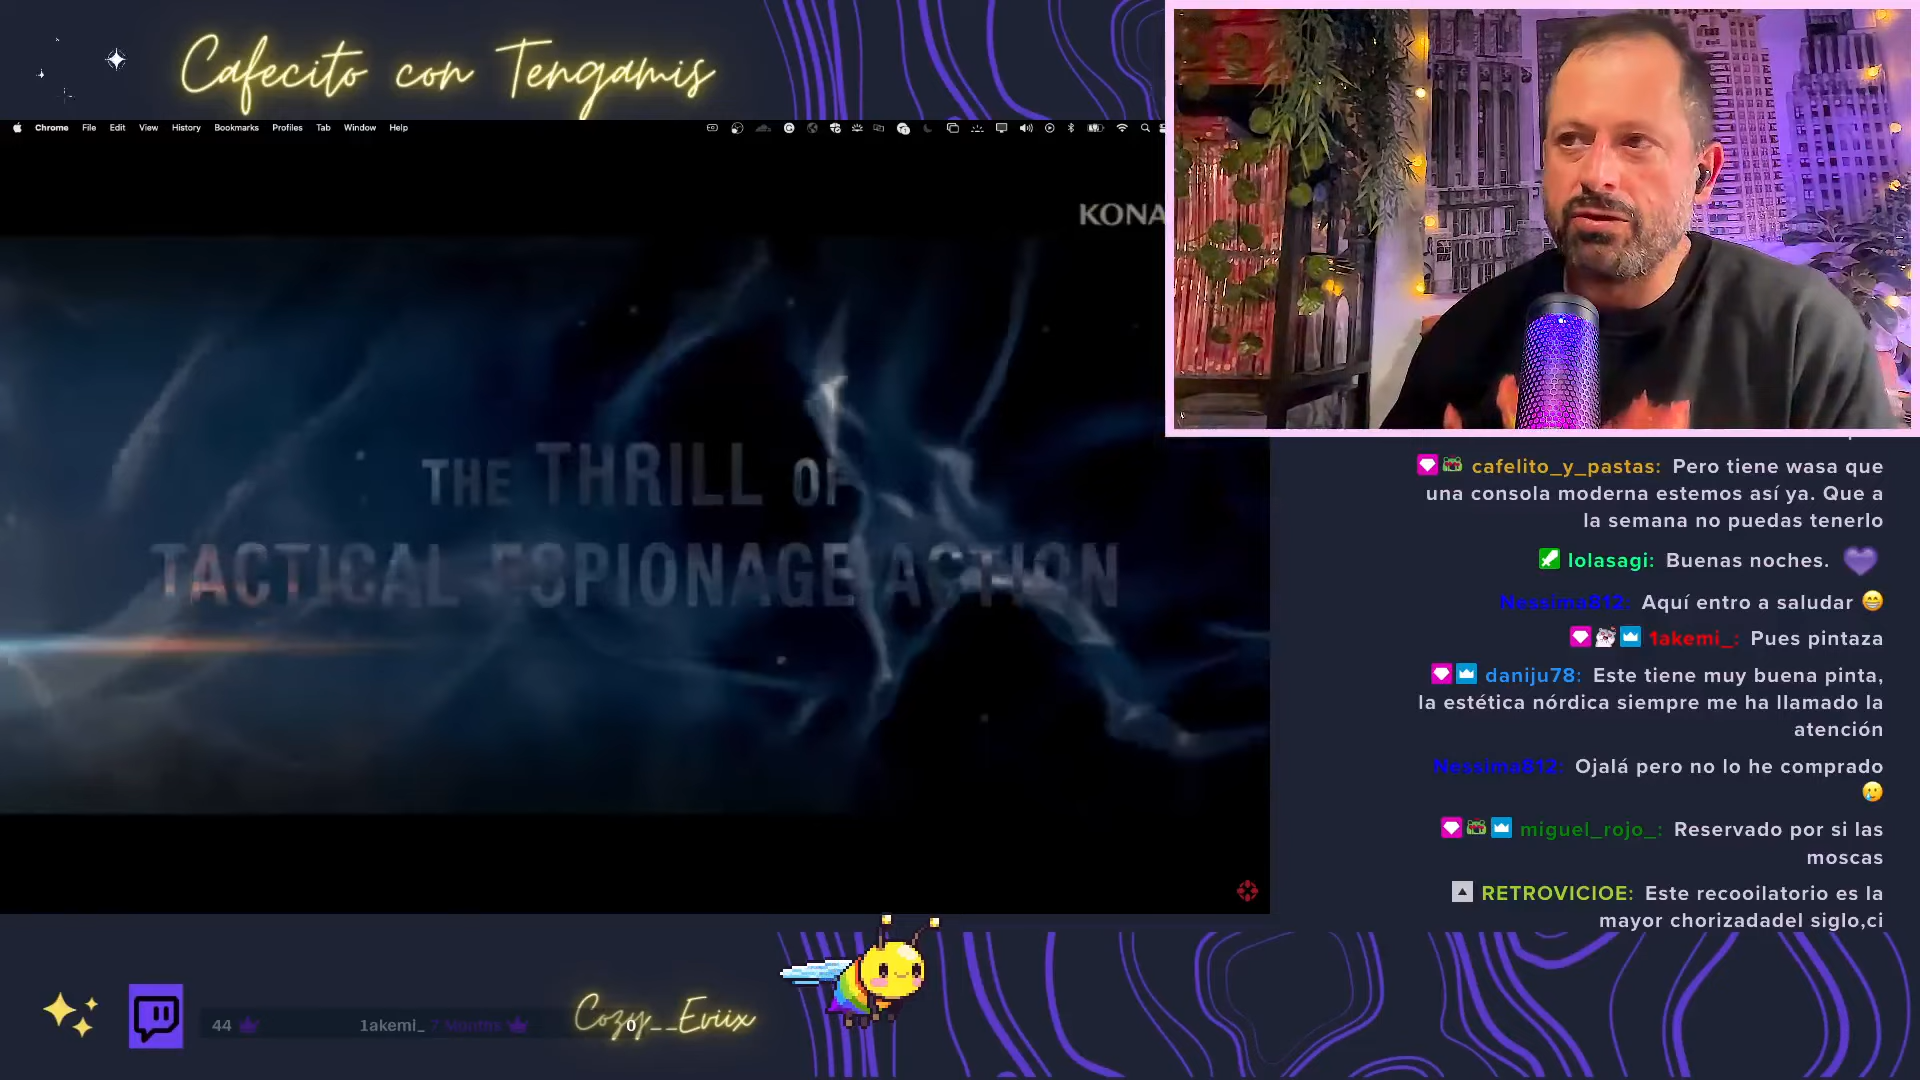 Cafecito con Tengamis
Chrome File Edit View History Bookmarks Profiles Tab Window Help
KONA
THE THRILL OF
TACTICAL ESPIONAGE ACTION
cafelito_y_pastas: Pero tiene wasa que
una consola moderna estemos así ya. Que a
la semana no puedas tenerlo
lolasagi: Buenas noches. 💜
Nessima812: Aquí entro a saludar 😁
1akemi_: Pues pintaza
daniju78: Este tiene muy buena pinta,
la estética nórdica siempre me ha llamado la
atención
Nessima812: Ojalá pero no lo he comprado
🥲
miguel_rojo_: Reservado por si las
moscas
RETROVICIOE: Este recooilatorio es la
mayor chorizadadel siglo,ci
44 1akemi_ 7 Months
Cozy__Eviix
0